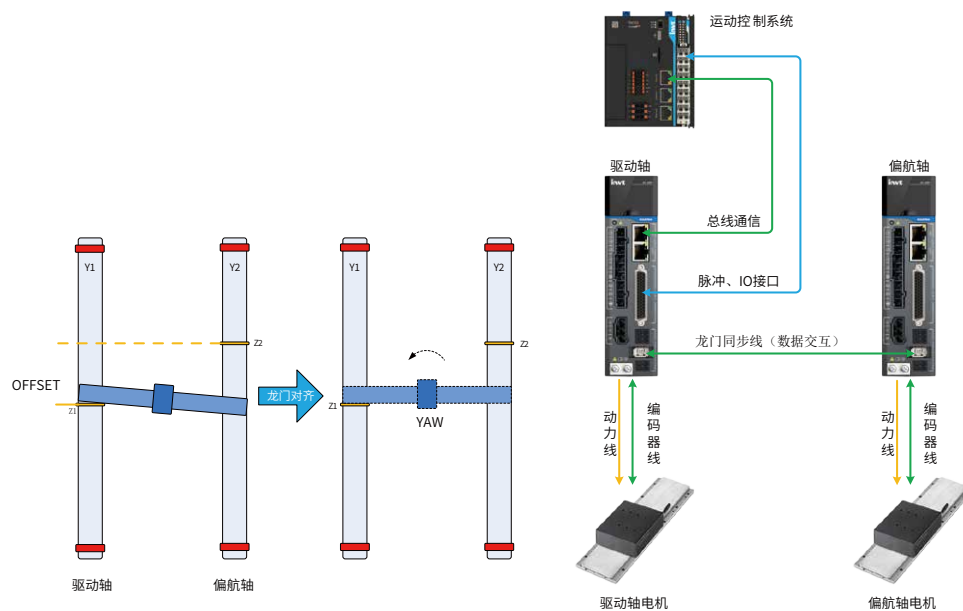 运动控制系统
驱动轴
偏航轴
invt
invt
总线通信
脉冲、IO接口
龙门同步线（数据交互）
动力线
编码器线
动力线
编码器线
驱动轴电机
偏航轴电机
Y1
Y2
Z2
OFFSET
Z1
龙门对齐
Y1
Y2
Z2
Z1
YAW
驱动轴
偏航轴